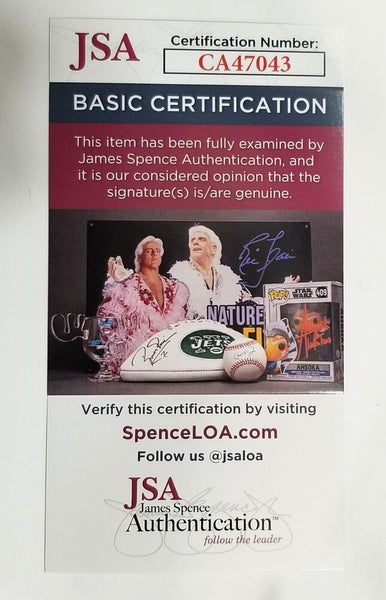 JSA
Certification Number:
CA47043
BASIC CERTIFICATION
This item has been fully examined by
James Spence Authentication, and
it is our considered opinion that the
signature(s) is/are genuine.
NATURE
JETS
POP!
STAR WARS
409
AHSOKA
Verify this certification by visiting
SpenceLOA.com
Follow us @jsaloa
JSA
James Spence
Authentication™
follow the leader